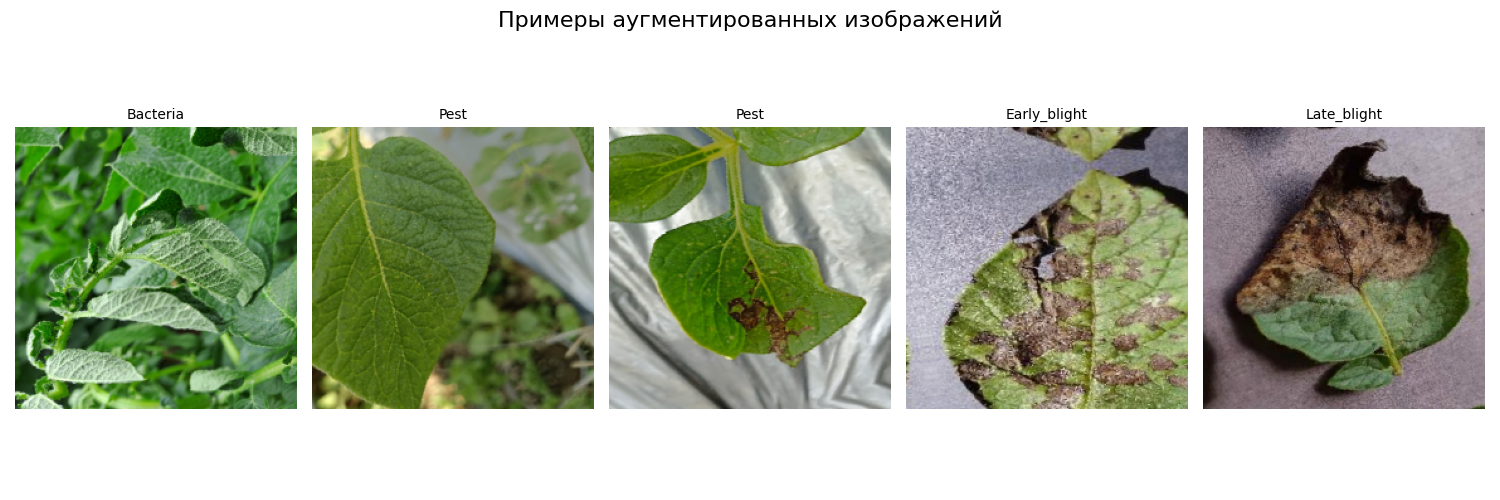 Примеры аугментированных изображений
Bacteria
Pest
Pest
Early_blight
Late_blight